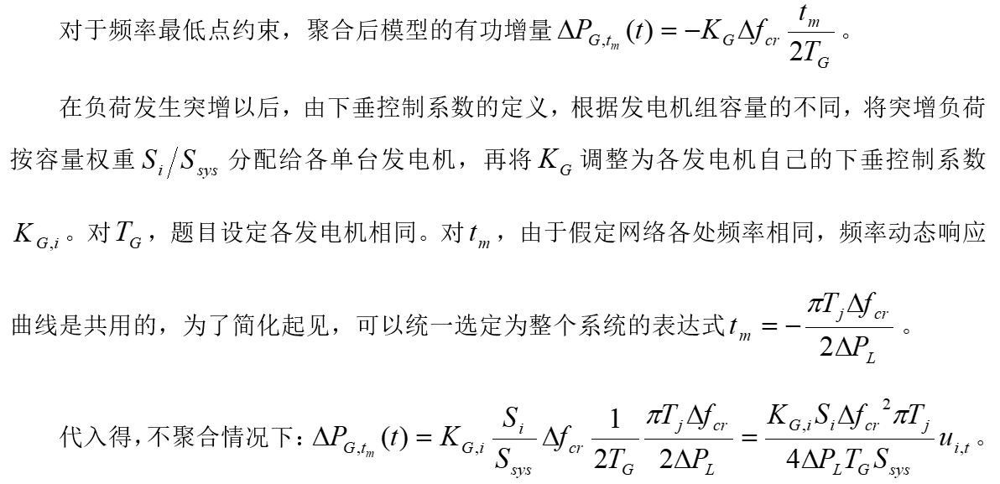 对于频率最低点约束，聚合后模型的有功增量 $\Delta P_{G,t_m}(t) = -K_G \Delta f_{cr} \frac{t_m}{2T_G}$ 。
在负荷发生突增以后，由下垂控制系数的定义，根据发电机组容量的不同，将突增负荷
按容量权重 $S_i/S_{sys}$ 分配给各单台发电机，再将 $K_G$ 调整为各发电机自己的下垂控制系数
$K_{G,i}$ 。对 $T_G$ ，题目设定各发电机相同。对 $t_m$ ，由于假定网络各处频率相同，频率动态响应
曲线是共用的，为了简化起见，可以统一选定为整个系统的表达式 $t_m = -\frac{\pi T_j \Delta f_{cr}}{2\Delta P_L}$ 。
代入得，不聚合情况下：$\Delta P_{G,t_m}(t) = K_{G,i} \frac{S_i}{S_{sys}} \Delta f_{cr} \frac{1}{2T_G} \frac{\pi T_j \Delta f_{cr}}{2\Delta P_L} = \frac{K_{G,i} S_i \Delta f_{cr}^2 \pi T_j}{4\Delta P_L T_G S_{sys}} u_{i,t}$ 。